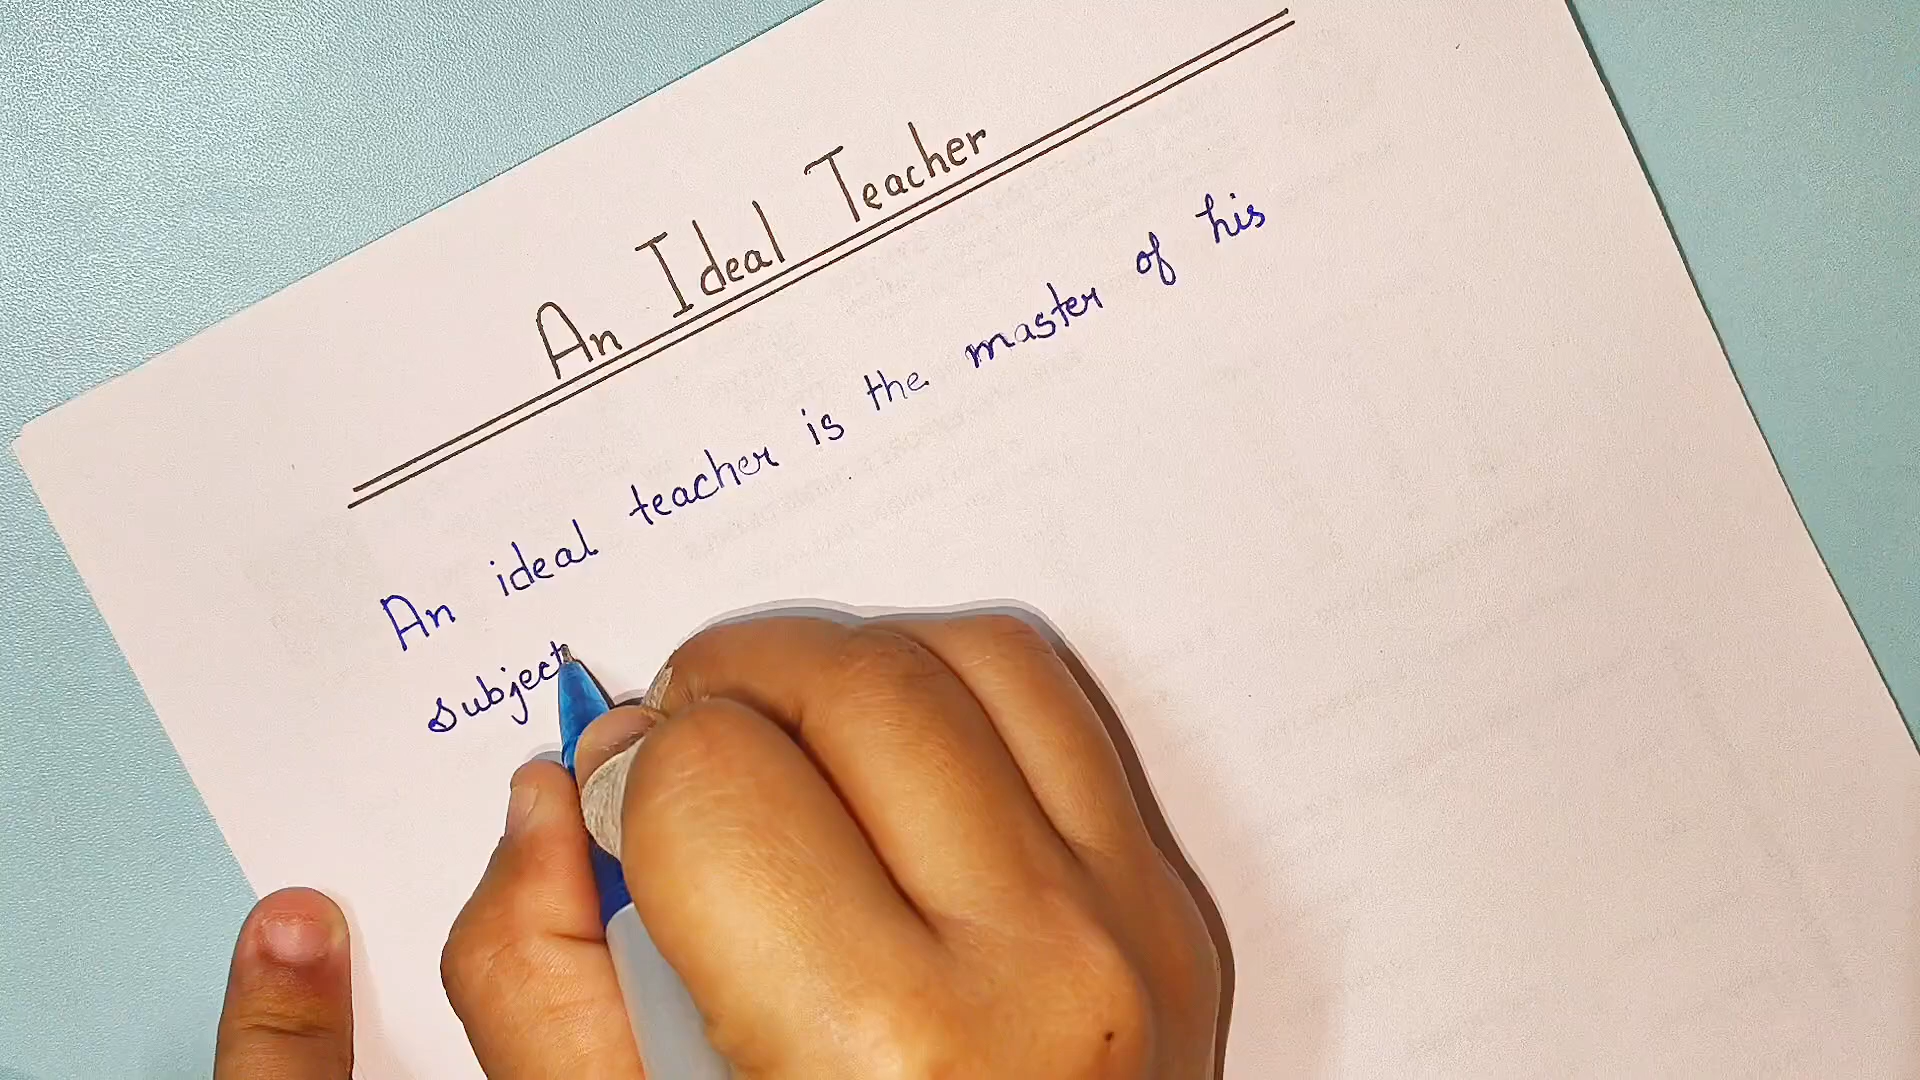 An Ideal Teacher
An ideal teacher is the master of his
subject